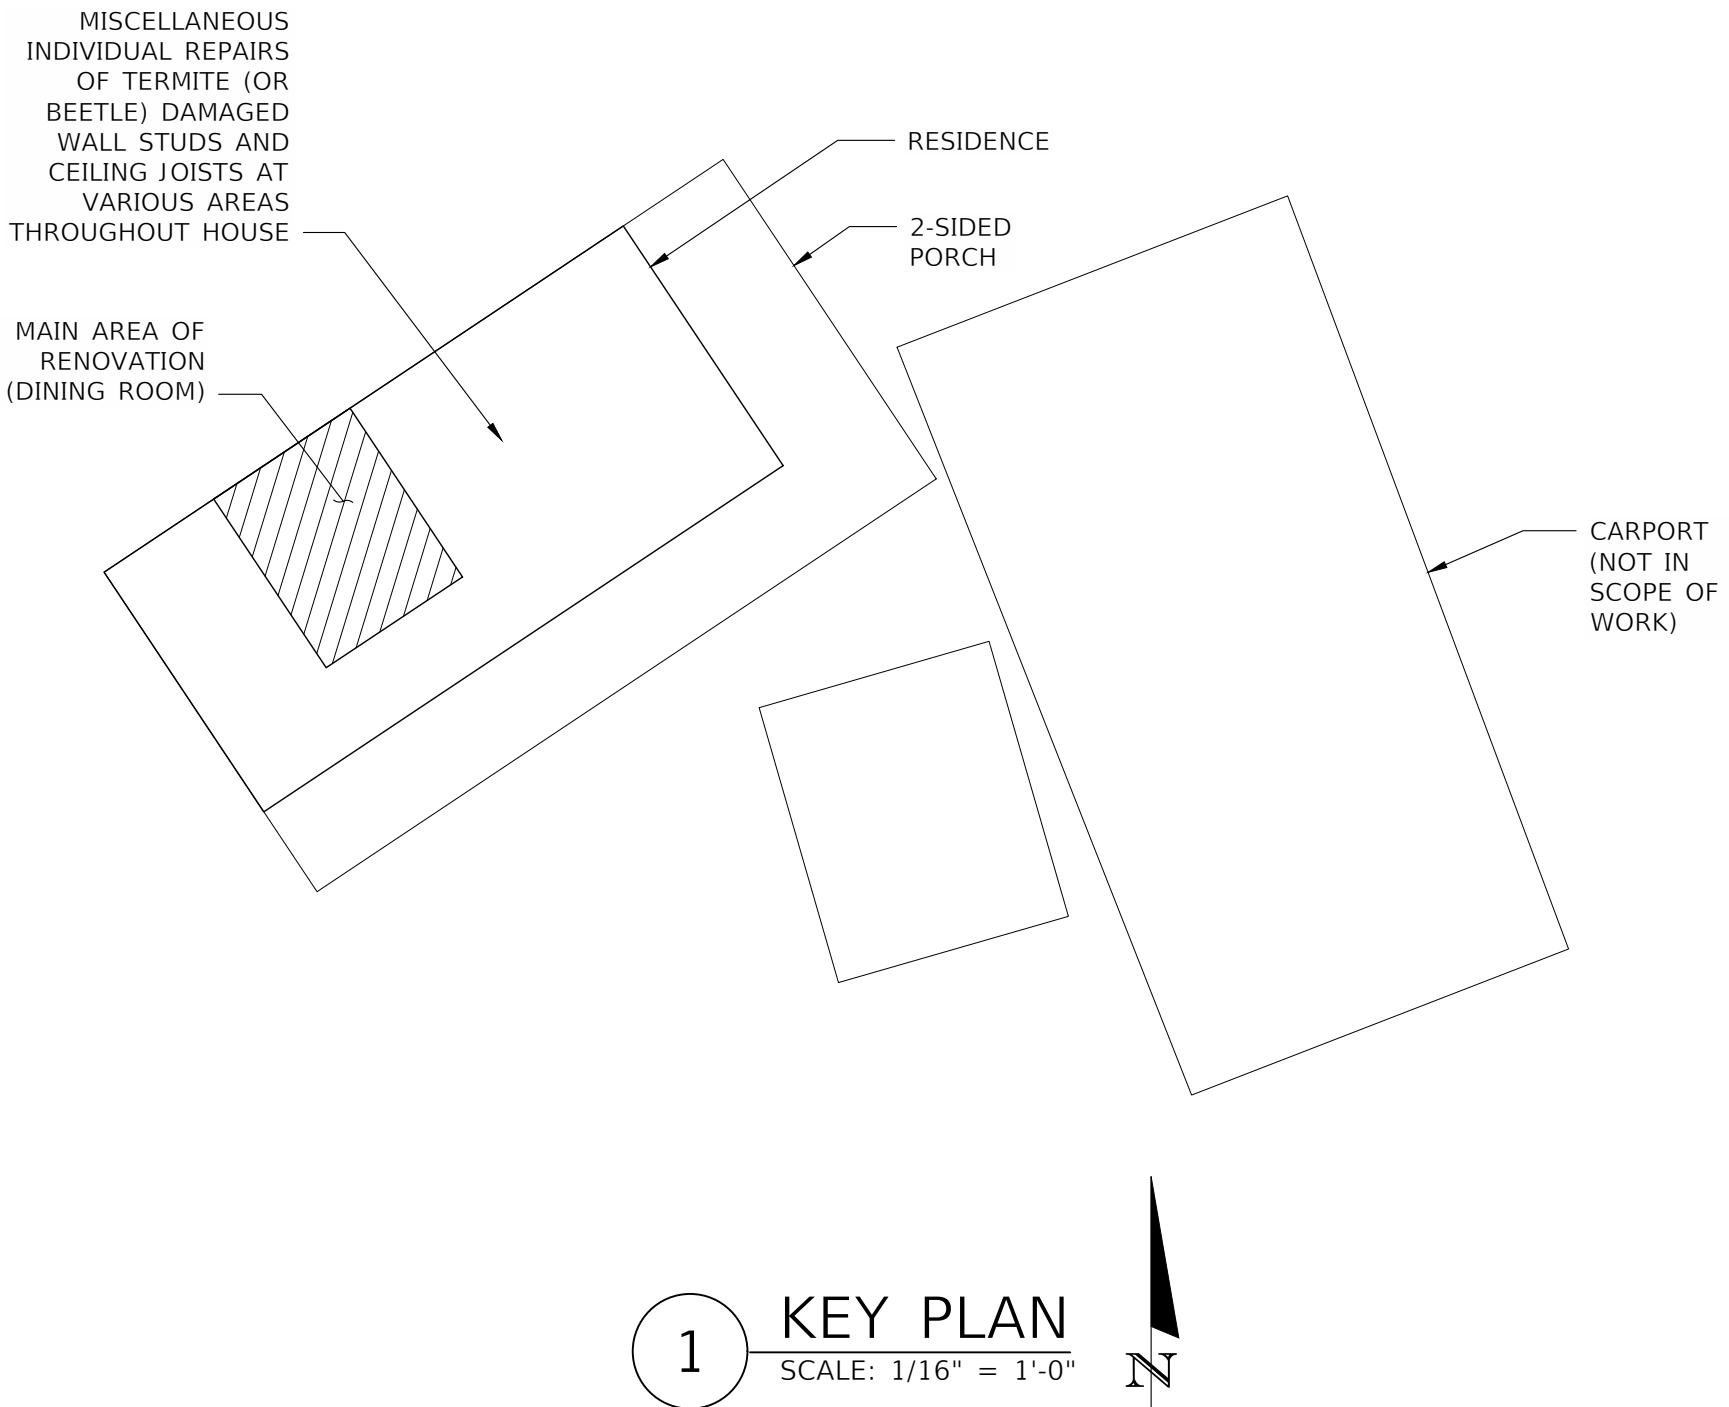 MISCELLANEOUS
INDIVIDUAL REPAIRS
OF TERMITE (OR
BEETLE) DAMAGED
WALL STUDS AND
CEILING JOISTS AT
VARIOUS AREAS
THROUGHOUT HOUSE
RESIDENCE
2-SIDED
PORCH
MAIN AREA OF
RENOVATION
(DINING ROOM)
CARPORT
(NOT IN
SCOPE OF
WORK)
1
KEY PLAN
SCALE: 1/16" = 1'-0"
N